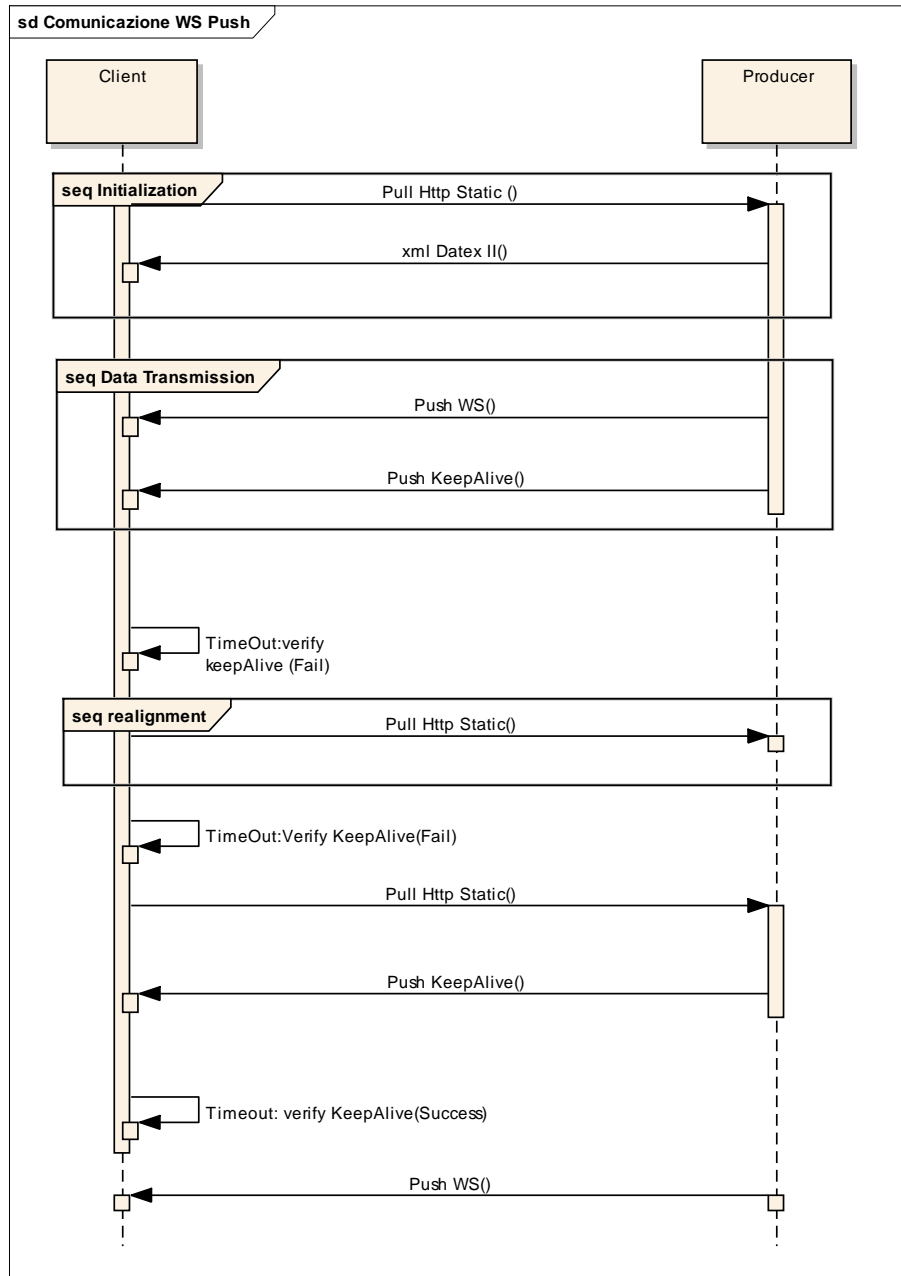 sd Comunicazione WS Push
Client
Producer
seq Initialization
Pull Http Static ()
xml Datex II()
seq Data Transmission
Push WS()
Push KeepAlive()
TimeOut:verify
keepAlive (Fail)
seq realignment
Pull Http Static()
TimeOut:Verify KeepAlive(Fail)
Pull Http Static()
Push KeepAlive()
Timeout: verify KeepAlive(Success)
Push WS()